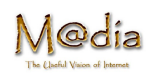 M@dia
The Useful Vision of Internet